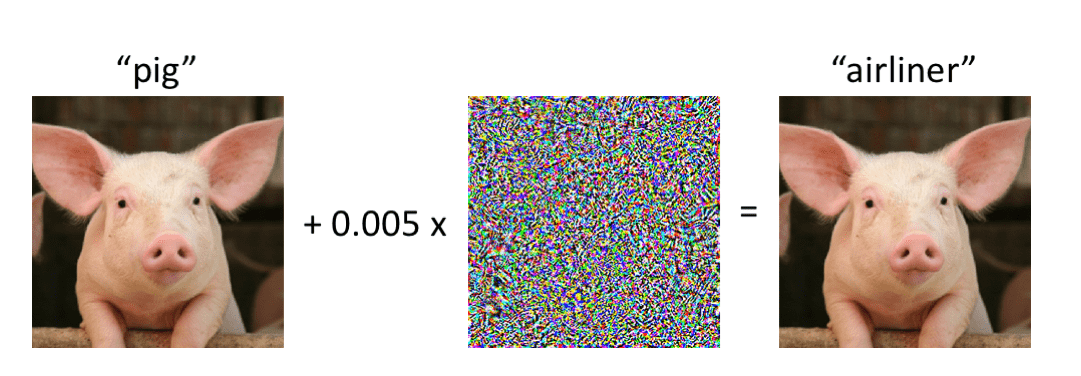 “pig”
“airliner”
+ 0.005 x
=